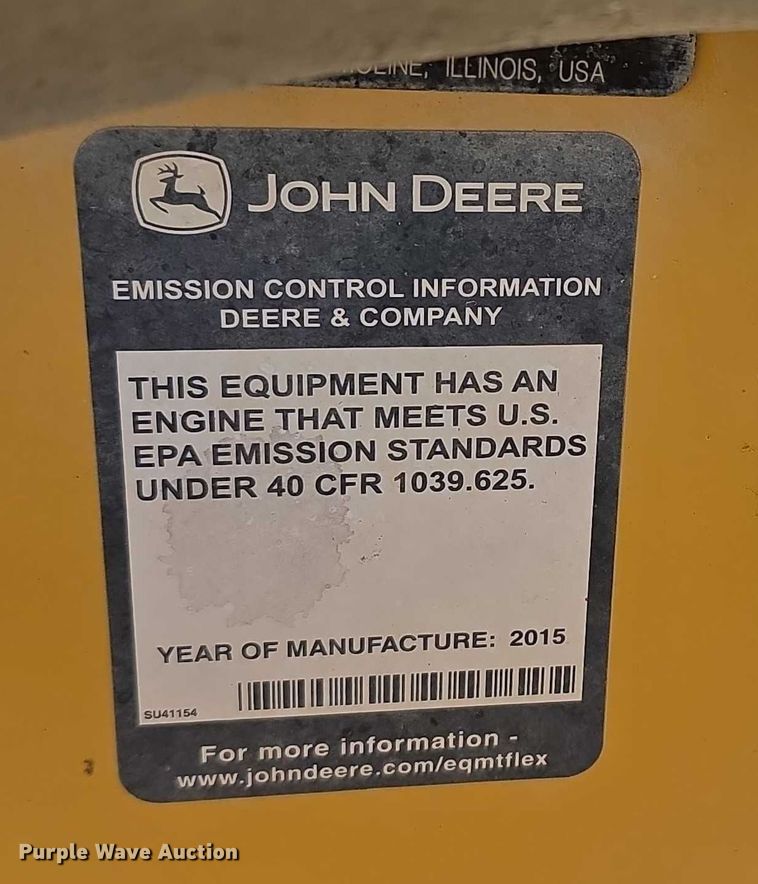 ILLINOIS, USA
JOHN DEERE
EMISSION CONTROL INFORMATION
DEERE & COMPANY
THIS EQUIPMENT HAS AN
ENGINE THAT MEETS U.S.
EPA EMISSION STANDARDS
UNDER 40 CFR 1039.625.
YEAR OF MANUFACTURE: 2015
SU41154
For more information -
www.johndeere.com/eqmtflex
Purple Wave Auction